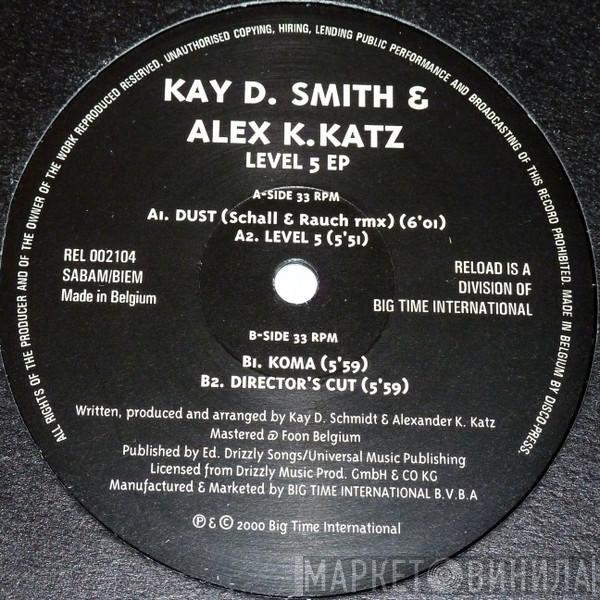 ALL RIGHTS OF THE PRODUCER AND OF THE OWNER OF THE WORK REPRODUCED RESERVED. UNAUTHORISED COPYING, HIRING, LENDING PUBLIC PERFORMANCE AND BROADCASTING OF THIS RECORD PROHIBITED. MADE IN BELGIUM BY DISCO-PRESS.
KAY D. SMITH &
ALEX K.KATZ
LEVEL 5 EP
A-SIDE 33 RPM
A1. DUST (Schall & Rauch rmx) (6'01)
A2. LEVEL 5 (5'51)
REL 002104
SABAM/BIEM
Made in Belgium
RELOAD IS A
DIVISION OF
BIG TIME INTERNATIONAL
B-SIDE 33 RPM
B1. KOMA (5'59)
B2. DIRECTOR'S CUT (5'59)
Written, produced and arranged by Kay D. Schmidt & Alexander K. Katz
Mastered @ Foon Belgium
Published by Ed. Drizzly Songs/Universal Music Publishing
Licensed from Drizzly Music Prod. GmbH & CO KG
Manufactured & Marketed by BIG TIME INTERNATIONAL B.V.B.A
℗ & © 2000 Big Time International
МАРКЕТ ВИНИЛА